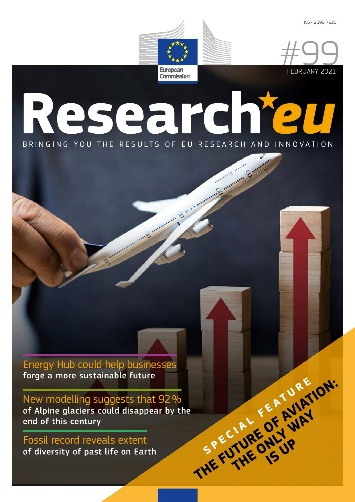 #99
FEBRUARY 2021
European
Commission
Research*eu
BRINGING YOU THE RESULTS OF EU RESEARCH AND INNOVATION
Energy Hub could help businesses
forge a more sustainable future
New modelling suggests that 92%
of Alpine glaciers could disappear by the
end of this century
Fossil record reveals extent
of diversity of past life on Earth
SPECIAL FEATURE
THE FUTURE OF AVIATION:
THE ONLY WAY
IS UP